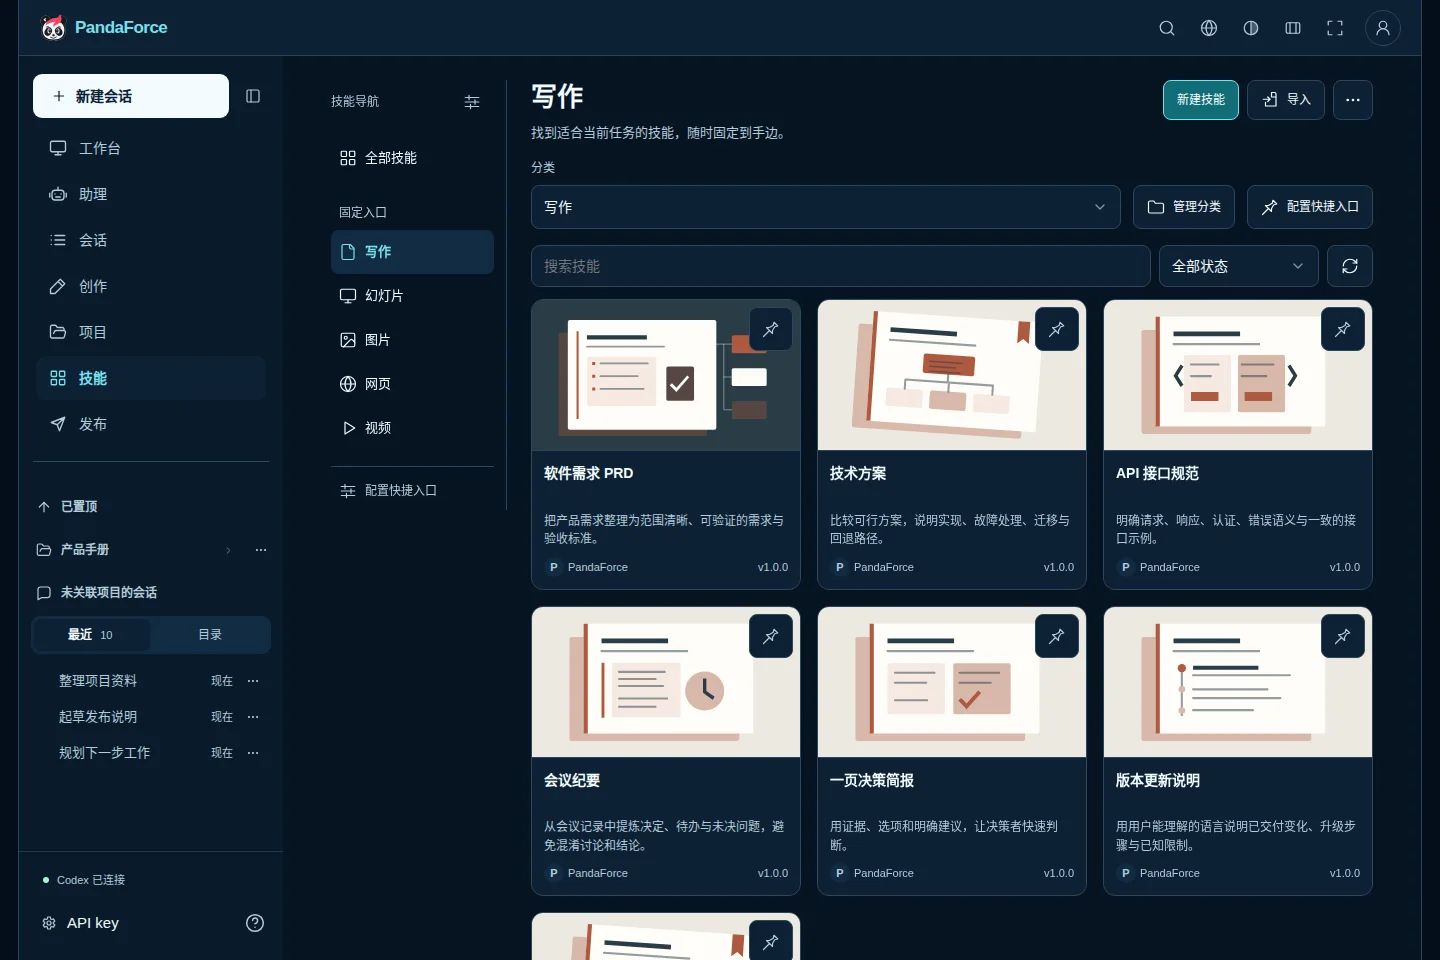 PandaForce
新建会话
工作台
助理
会话
创作
项目
技能
发布
已置顶
产品手册
未关联项目的会话
最近 10
目录
整理项目资料 现在
起草发布说明 现在
规划下一步工作 现在
Codex 已连接
API key
技能导航
全部技能
固定入口
写作
幻灯片
图片
网页
视频
配置快捷入口
写作
找到适合当前任务的技能，随时固定到手边。
新建技能
导入
分类
写作
管理分类
配置快捷入口
搜索技能
全部状态
软件需求 PRD
把产品需求整理为范围清晰、可验证的需求与
验收标准。
P PandaForce v1.0.0
技术方案
比较可行方案，说明实现、故障处理、迁移与
回退路径。
P PandaForce v1.0.0
API 接口规范
明确请求、响应、认证、错误语义与一致的接
口示例。
P PandaForce v1.0.0
会议纪要
从会议记录中提炼决定、待办与未决问题，避
免混淆讨论和结论。
P PandaForce v1.0.0
一页决策简报
用证据、选项和明确建议，让决策者快速判
断。
P PandaForce v1.0.0
版本更新说明
用用户能理解的语言说明已交付变化、升级步
骤与已知限制。
P PandaForce v1.0.0